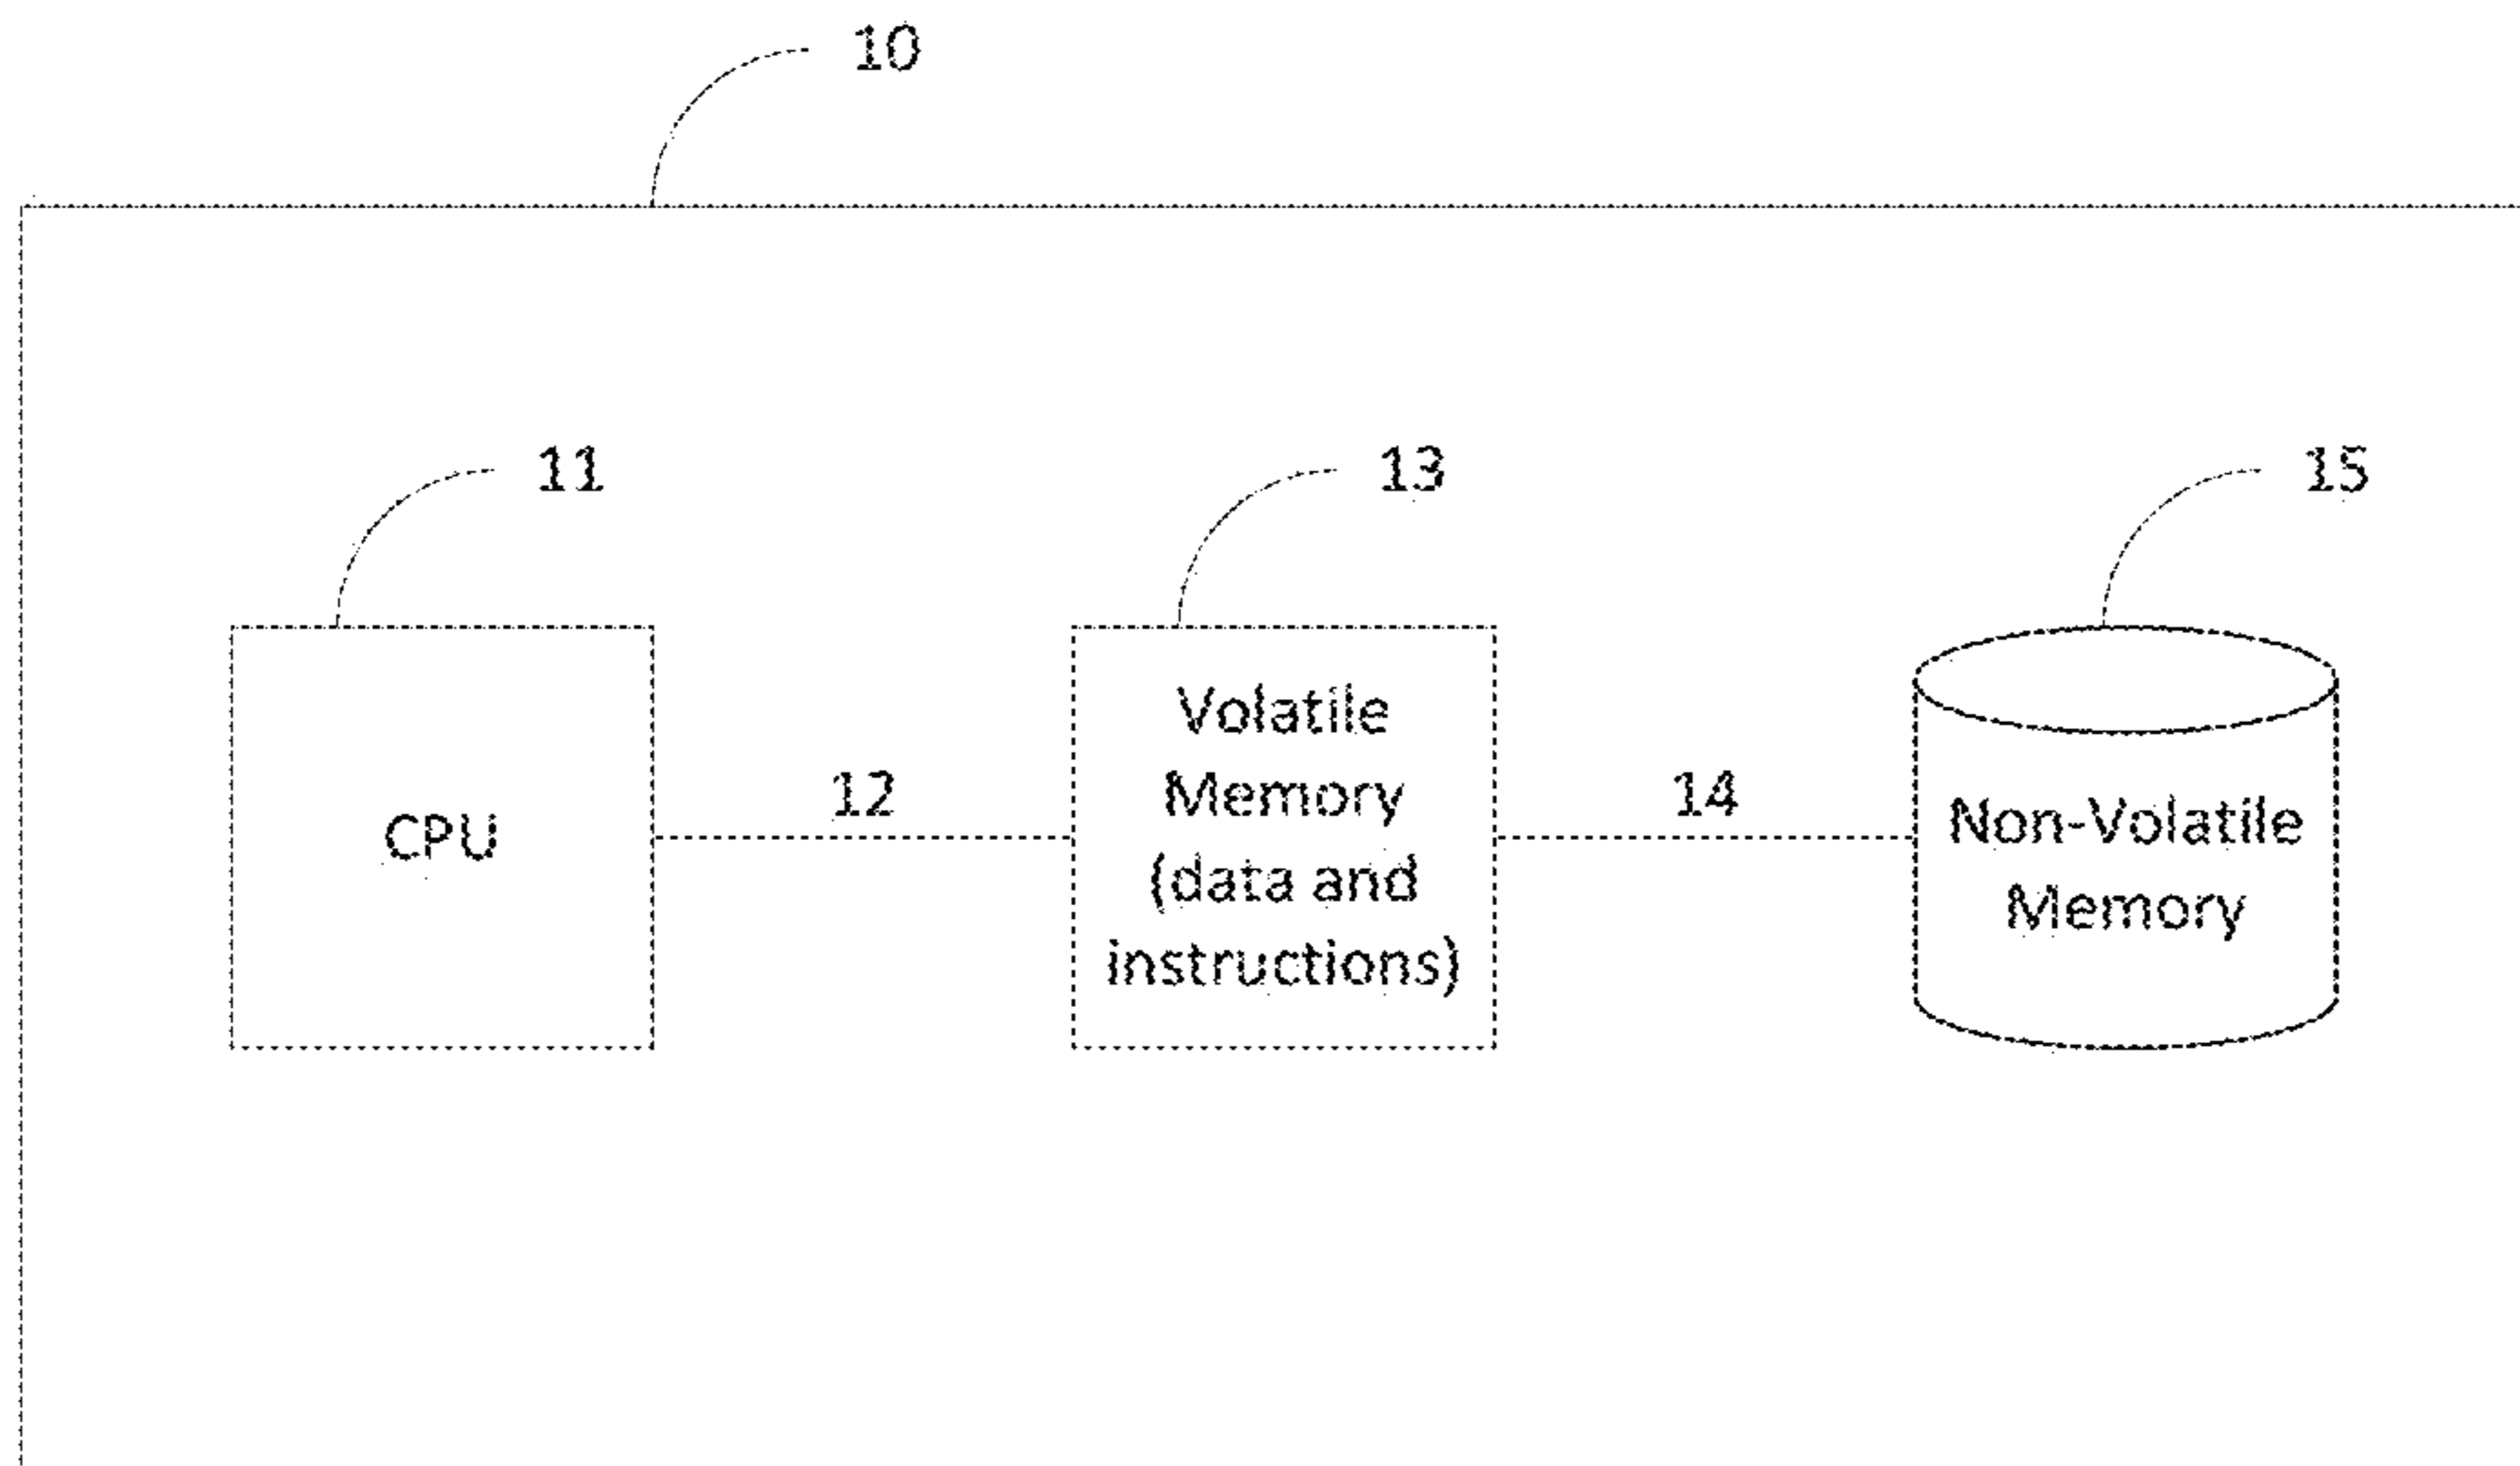 10
11
13
15
CPU
12
Volatile
Memory
(data and
instructions)
14
Non-Volatile
Memory